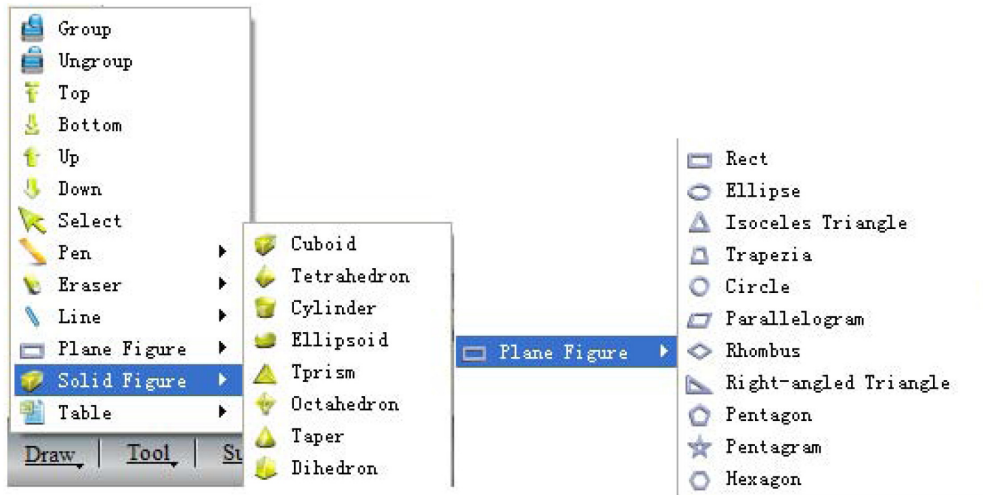 Group
Ungroup
Top
Bottom
Up
Down
Select
Pen
Eraser
Line
Plane Figure
Solid Figure
Table
Draw
Tool
Su
Cuboid
Tetrahedron
Cylinder
Ellipsoid
Tprism
Octahedron
Taper
Dihedron
Plane Figure
Rect
Ellipse
Isoceles Triangle
Trapezia
Circle
Parallelogram
Rhombus
Right-angled Triangle
Pentagon
Pentagram
Hexagon